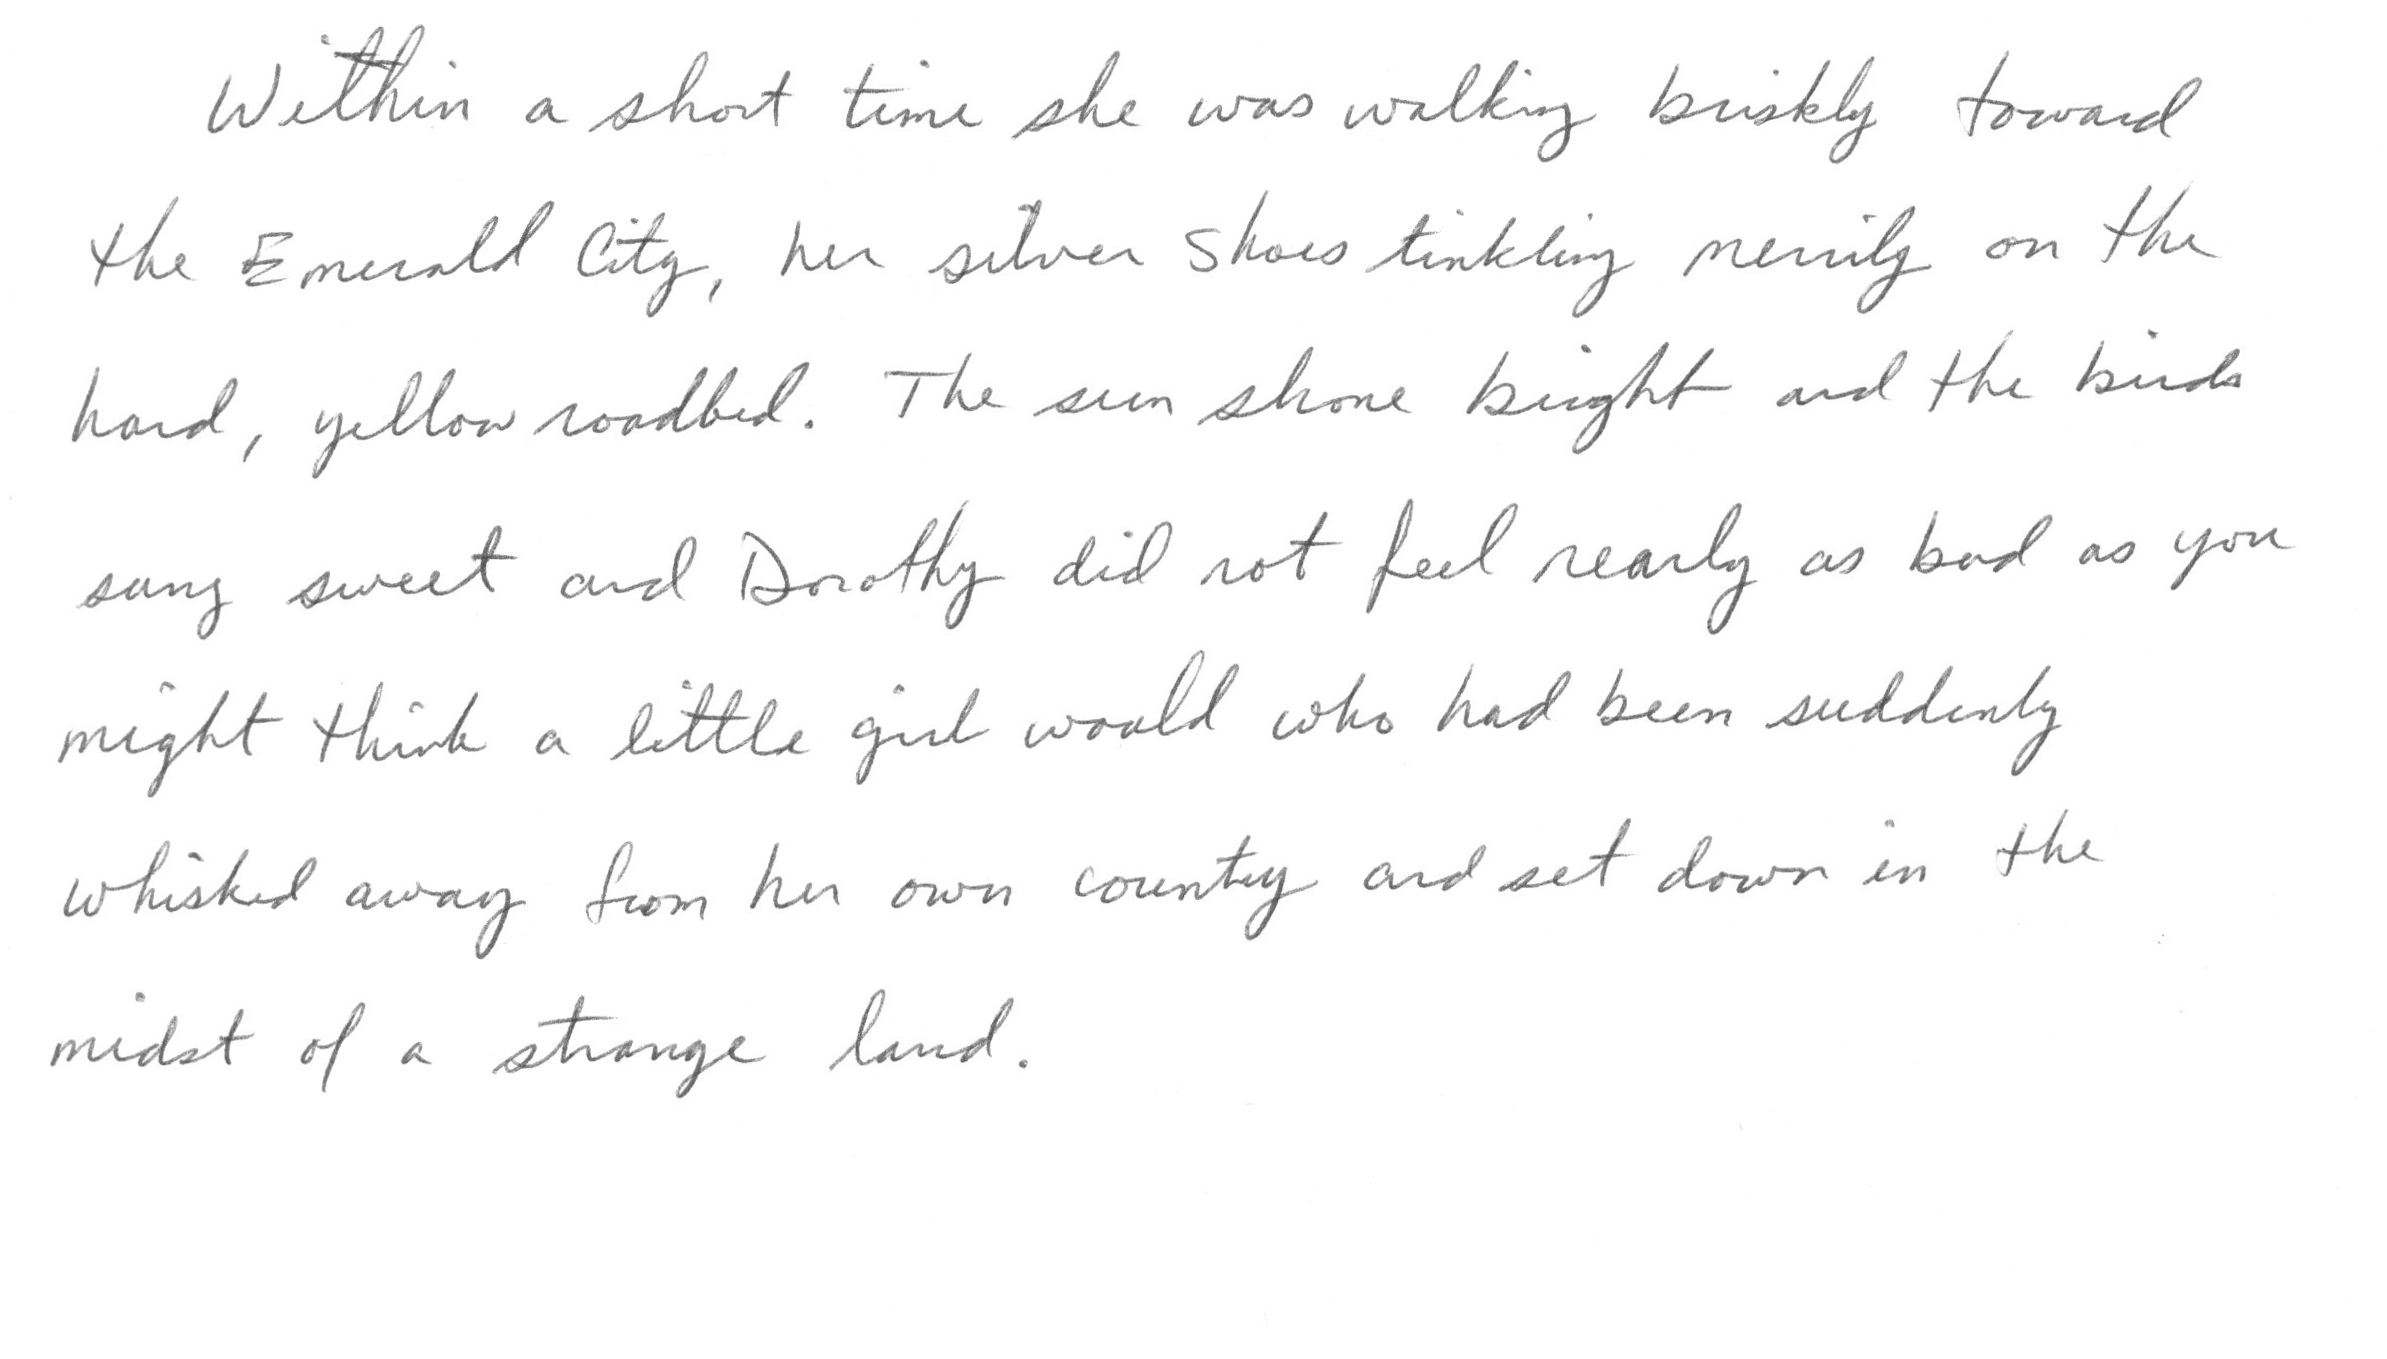 Within a short time she was walking briskly toward
the Emerald City, her silver Shoes tinkling merrily on the
hard, yellow roadbed. The sun shone bright and the birds
sang sweet and Dorothy did not feel nearly as bad as you
might think a little girl would who had been suddenly
whisked away from her own country and set down in the
midst of a strange land.